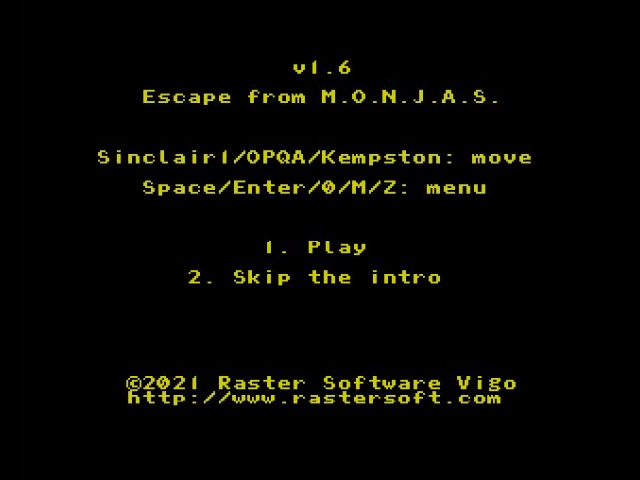 v1.6
Escape from M.O.N.J.A.S.
Sinclair1/OPQA/Kempston: move
Space/Enter/0/M/Z: menu
1. Play
2. Skip the intro
©2021 Raster Software Vigo
http://www.rastersoft.com